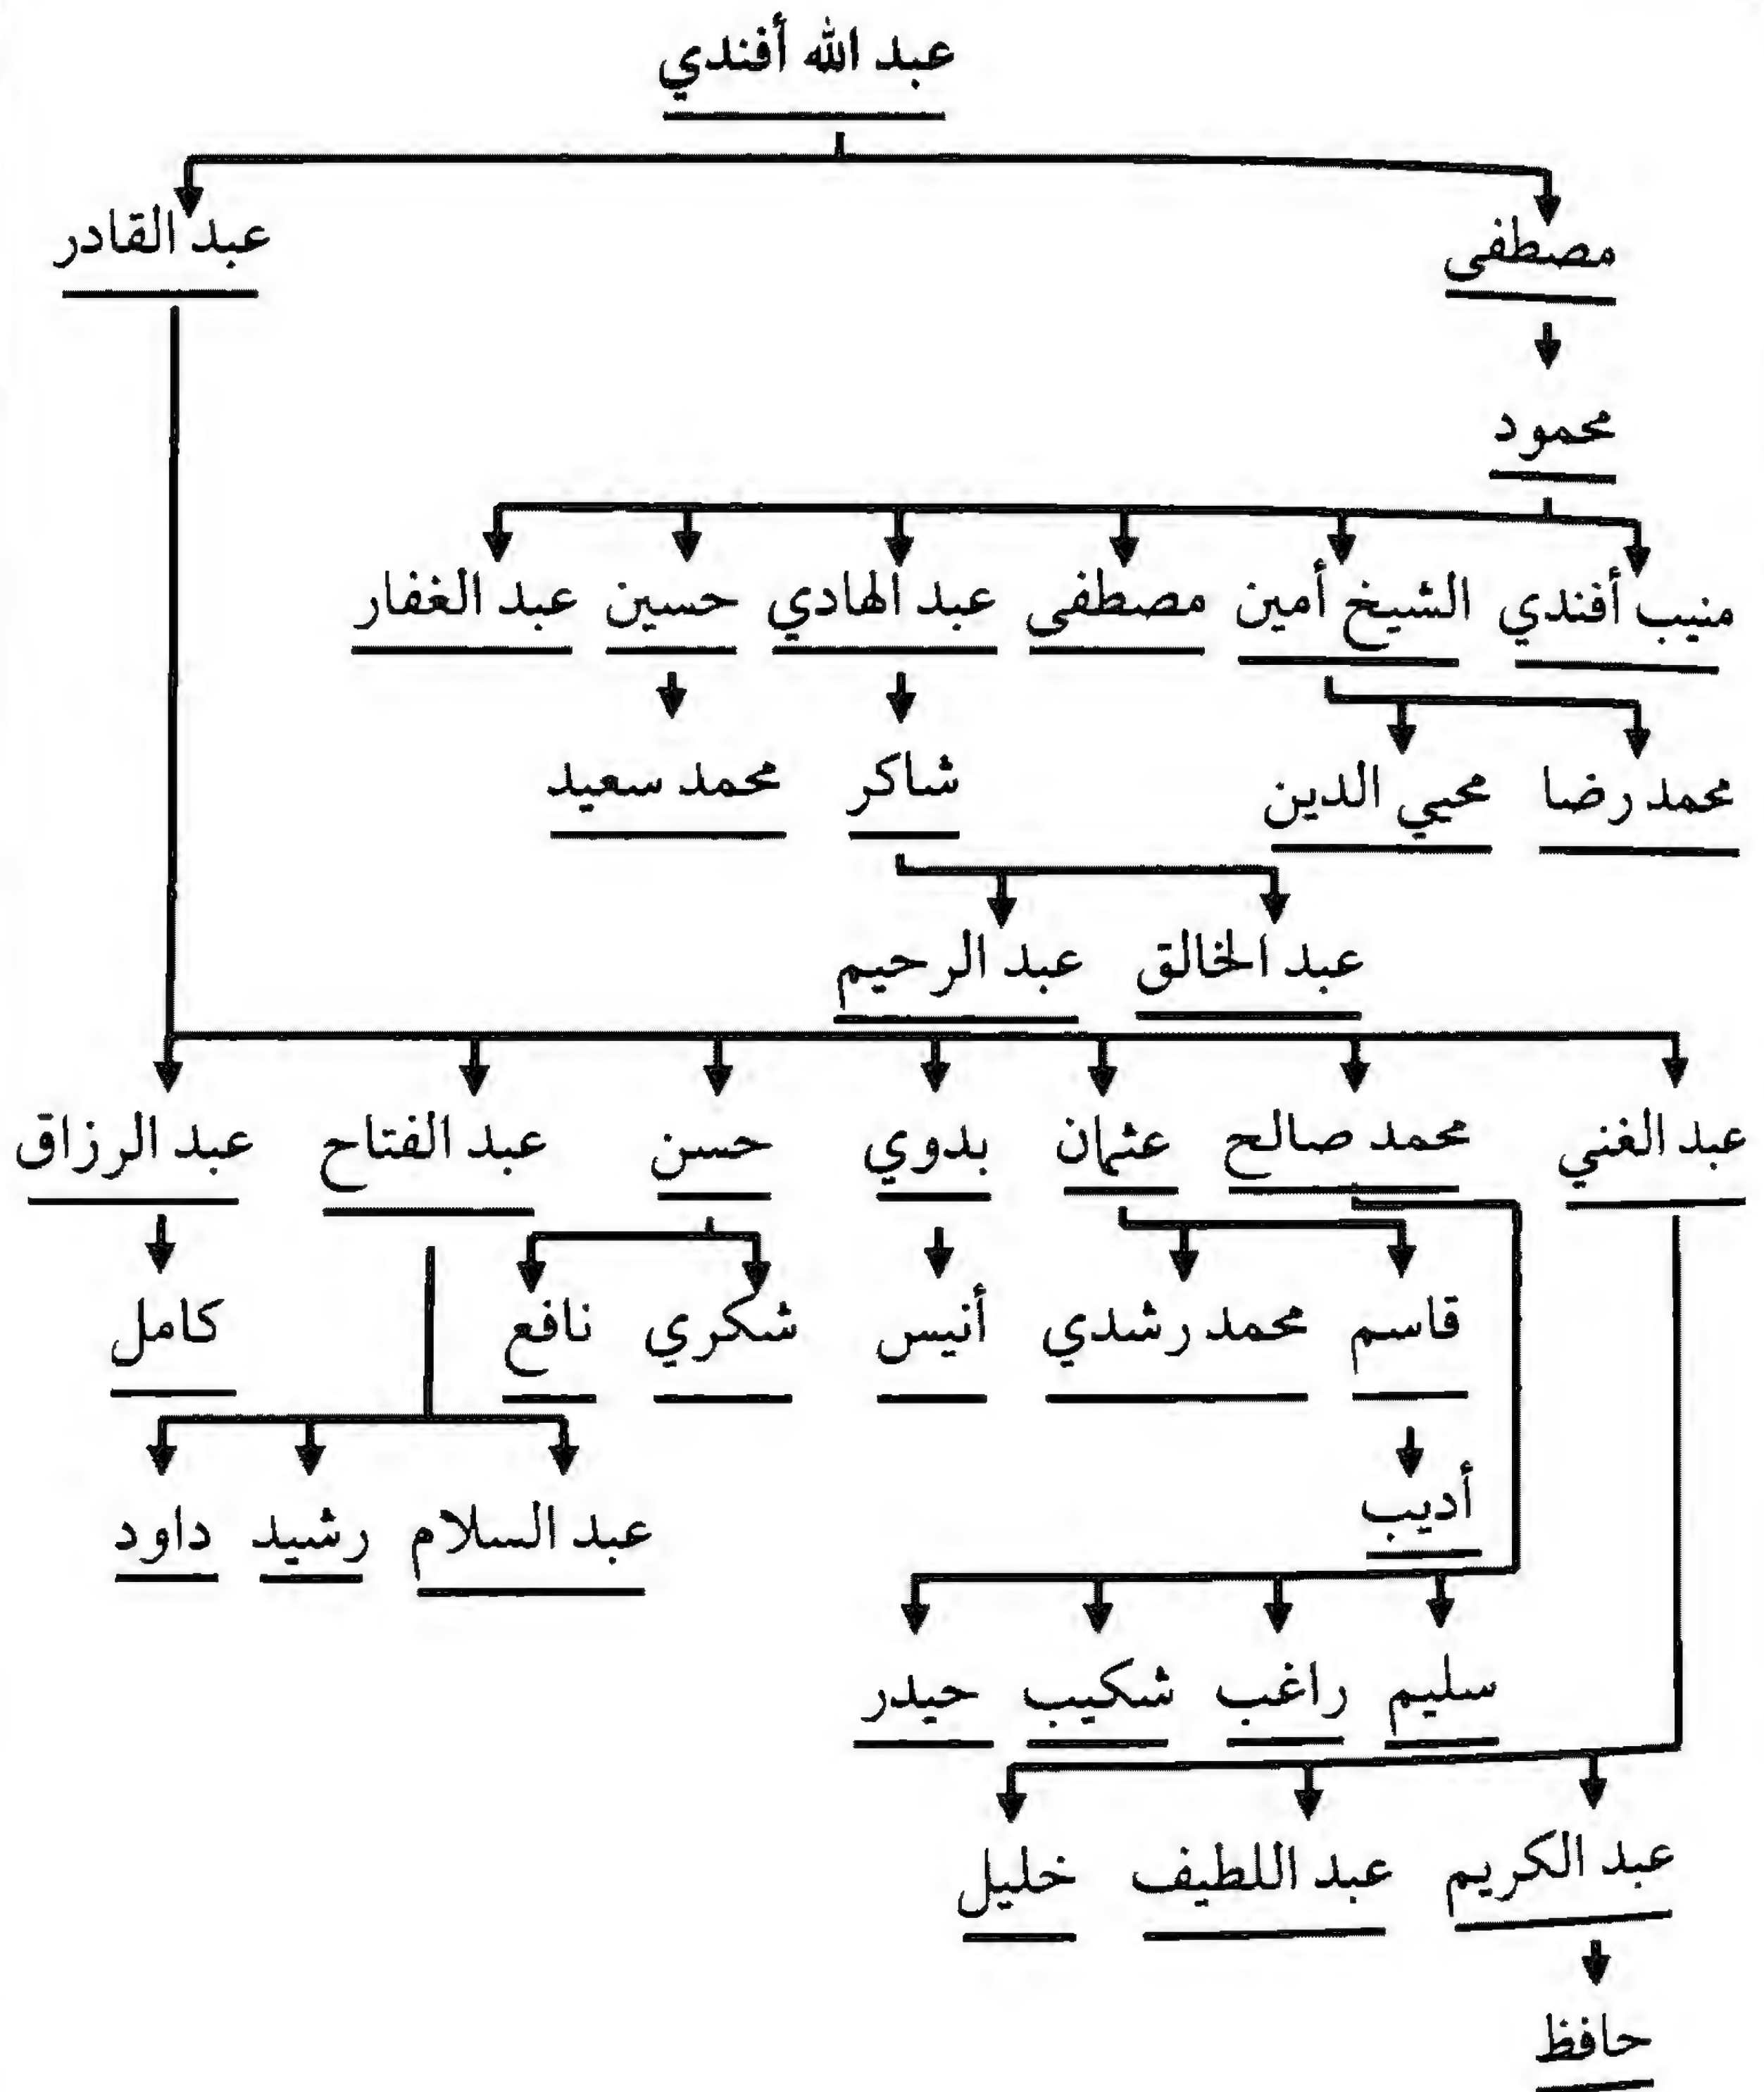 عبد الله أفندي
مصطفى عبد القادر
محمود
منيب أفندي الشيخ أمين مصطفى عبد الهادي حسين عبد الغفار
محمد رضا محيي الدين شاكر محمد سعيد
عبد الخالق عبد الرحيم
عبد الغني محمد صالح عثمان بدوي حسن عبد الفتاح عبد الرزاق
قاسم محمد رشدي أنيس شكري نافع كامل
أديب عبد السلام رشيد داود
سليم راغب شكيب حيدر
عبد الكريم عبد اللطيف خليل
حافظ